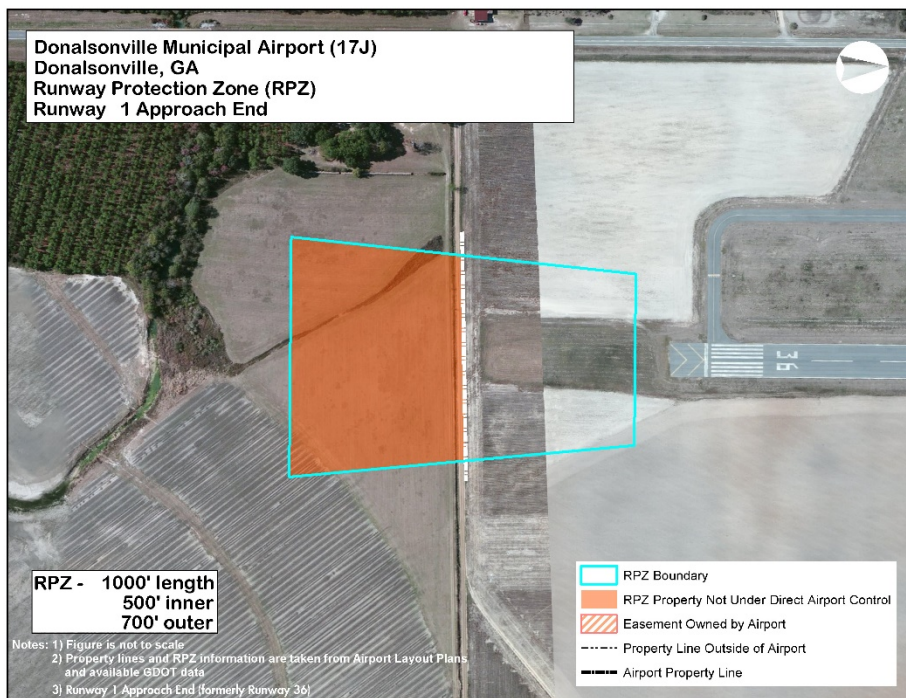 Donalsonville Municipal Airport (17J)
Donalsonville, GA
Runway Protection Zone (RPZ)
Runway 1 Approach End
36
RPZ - 1000' length
500' inner
700' outer
Notes: 1) Figure is not to scale
2) Property lines and RPZ information are taken from Airport Layout Plans
and available GDOT data
3) Runway 1 Approach End (formerly Runway 36)
RPZ Boundary
RPZ Property Not Under Direct Airport Control
Easement Owned by Airport
Property Line Outside of Airport
Airport Property Line